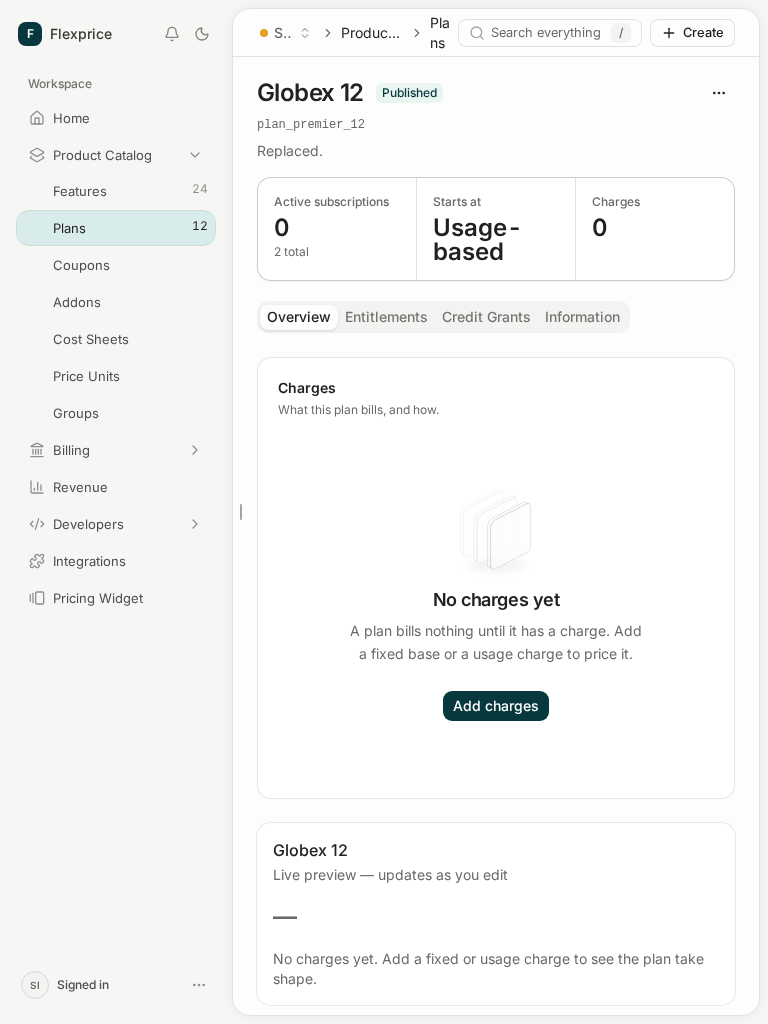 F Flexprice
Workspace
Home
Product Catalog
Features 24
Plans 12
Coupons
Addons
Cost Sheets
Price Units
Groups
Billing
Revenue
Developers
Integrations
Pricing Widget
SI Signed in
S.. Produc... Pla
ns
Search everything /
Create
Globex 12 Published
plan_premier_12
Replaced.
Active subscriptions
0
2 total
Starts at
Usage-
based
Charges
0
Overview Entitlements Credit Grants Information
Charges
What this plan bills, and how.
No charges yet
A plan bills nothing until it has a charge. Add
a fixed base or a usage charge to price it.
Add charges
Globex 12
Live preview — updates as you edit
—
No charges yet. Add a fixed or usage charge to see the plan take
shape.